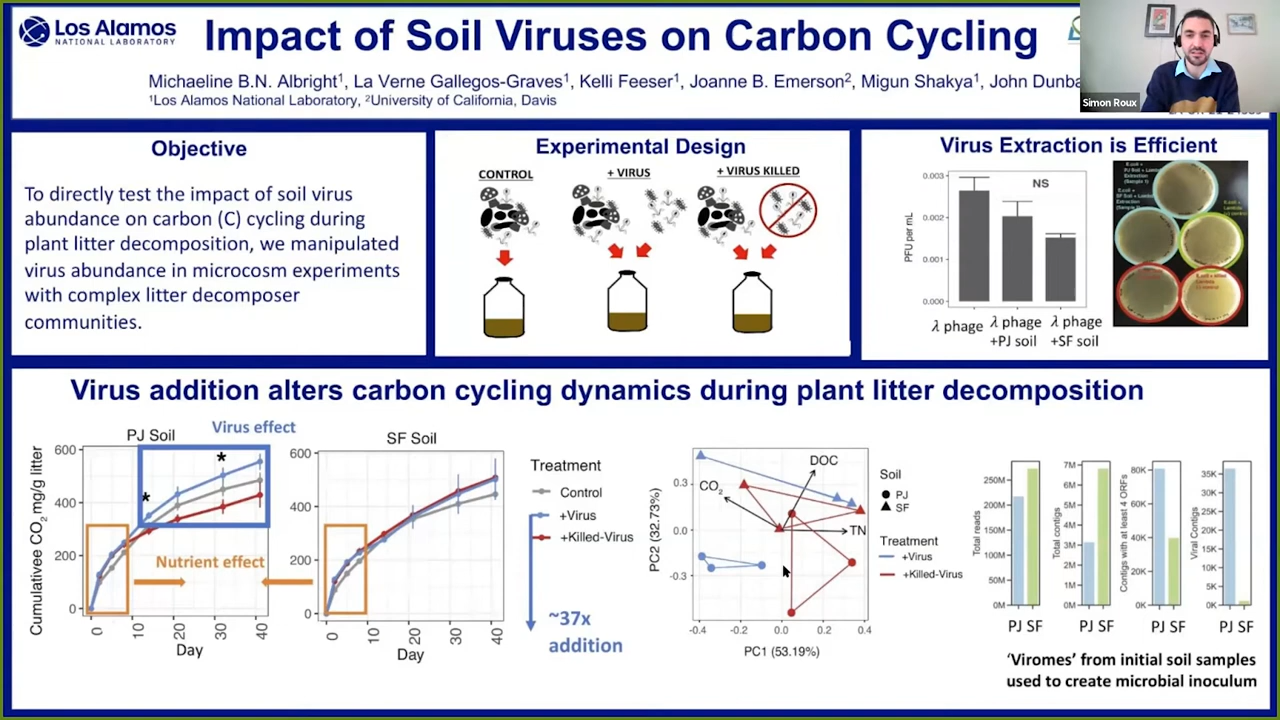 Los Alamos
NATIONAL LABORATORY
Impact of Soil Viruses on Carbon Cycling
Michaeline B.N. Albright¹, La Verne Gallegos-Graves¹, Kelli Feeser¹, Joanne B. Emerson², Migun Shakya¹, John
¹Los Alamos National Laboratory, ²University of California, Davis
Simon Roux
Objective
To directly test the impact of soil virus
abundance on carbon (C) cycling during
plant litter decomposition, we manipulated
virus abundance in microcosm experiments
with complex litter decomposer
communities.
Experimental Design
CONTROL
+ VIRUS
+ VIRUS KILLED
Virus Extraction is Efficient
PFU per mL
0.003
0.002
0.001
0.000
NS
λ phage
λ phage
+PJ soil
λ phage
+SF soil
Virus addition alters carbon cycling dynamics during plant litter decomposition
Cumulative CO₂ mg/g litter
PJ Soil
Virus effect
600
400
200
0
*
*
Nutrient effect
0 10 20 30 40
Day
SF Soil
600
400
200
0
0 10 20 30 40
Day
Treatment
Control
+Virus
+Killed-Virus
~37x
addition
PC2 (32.73%)
0.3
0.0
-0.3
DOC
CO₂
TN
-0.4 -0.2 0.0 0.2 0.4
PC1 (53.19%)
Soil
PJ
SF
Treatment
+Virus
+Killed-Virus
Total reads
250M
200M
150M
100M
50M
0M
PJ SF
Total contigs
7M
6M
5M
4M
3M
2M
1M
0M
PJ SF
Contigs with at least 4 ORFs
80K
60K
40K
20K
0K
PJ SF
Viral Contigs
35K
30K
25K
20K
15K
10K
5K
0K
PJ SF
'Viromes' from initial soil samples
used to create microbial inoculum